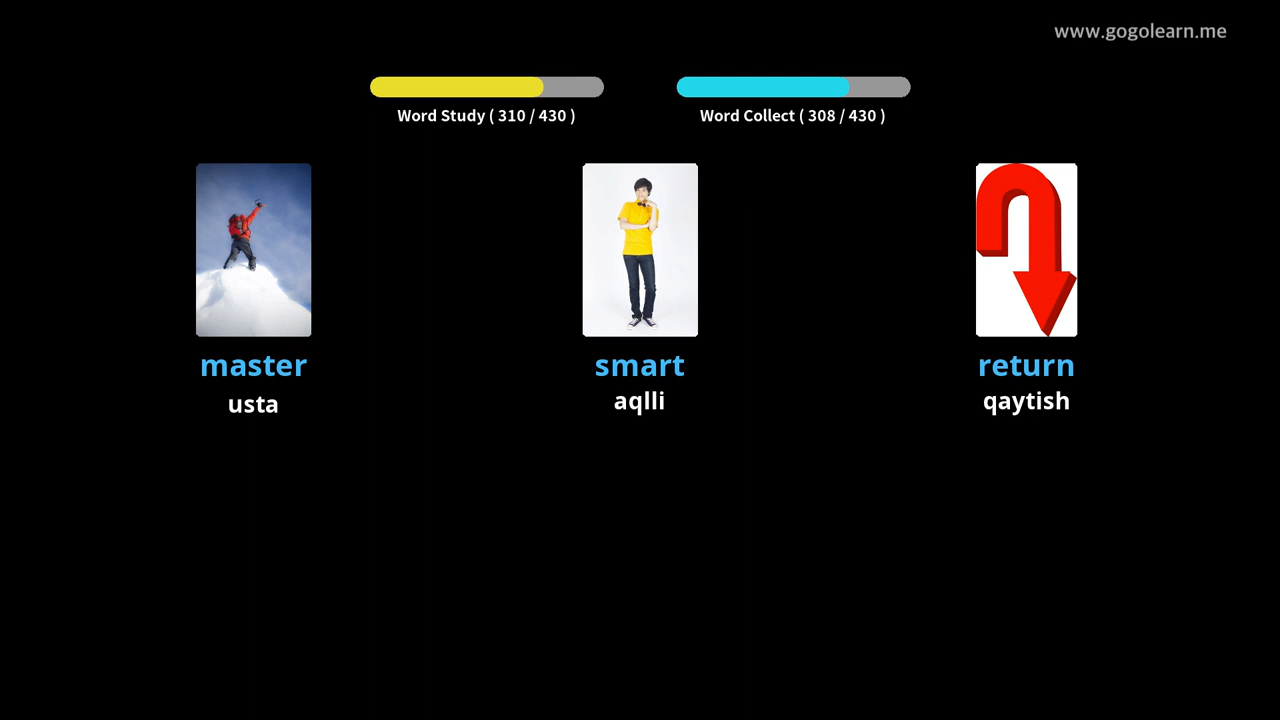 www.gogolearn.me
Word Study ( 310 / 430 )
Word Collect ( 308 / 430 )
master
usta
smart
aqlli
return
qaytish